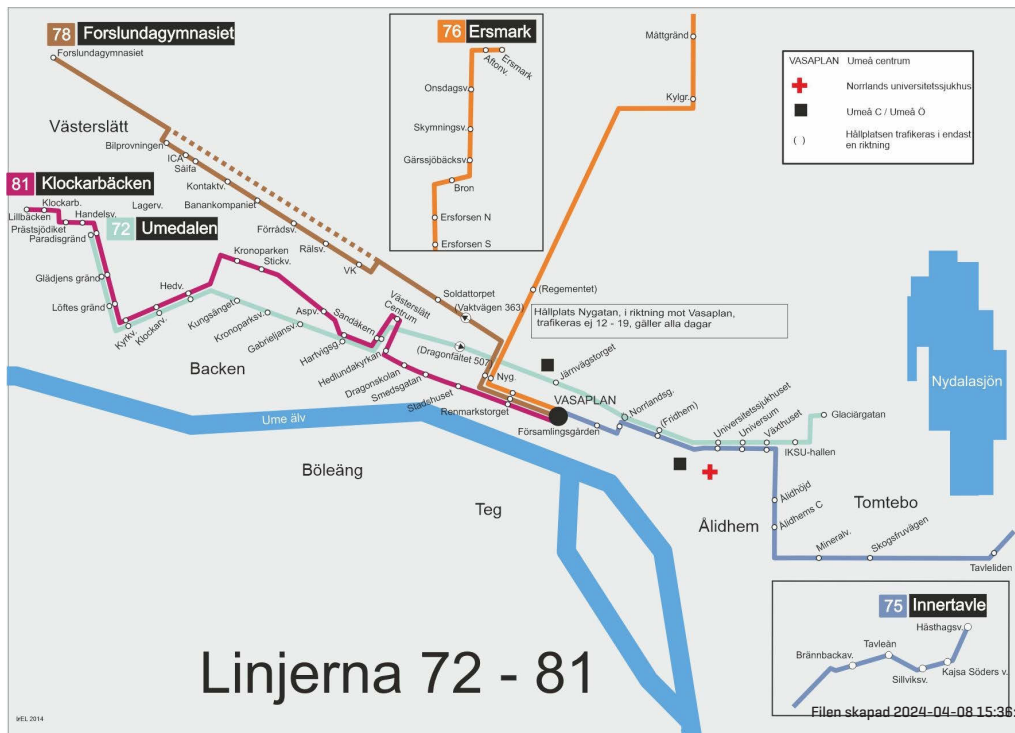 78 Forslundagymnasiet
Forslundagymnasiet
Västerslätt
Bilprovningen
ICA
Säifa
Kontaktv.
Banankompaniet
Lagerv.
Förrådsv.
Rälsv.
VK
Soldattorpet
(Vaktvägen 363)
76 Ersmark
Ersmark
Aftonv.
Onsdagsv.
Skymningsv.
Gärssjöbäcksv.
Bron
Ersforsen N
Ersforsen S
Mättgränd
Kylgr.
(Regementet)
VASAPLAN Umeå centrum
Norrlands universitetssjukhus
Umeå C / Umeå Ö
( ) Hållplatsen trafikeras i endast
en riktning
81 Klockarbäcken
Klockarb.
Lillbäcken
Handelsv.
Prästsjödiket
Paradisgränd
72 Umedalen
Glädjens gränd
Löftes gränd
Kyrkv.
Klockarv.
Hedv.
Kronoparken
Stickv.
Kungsänget
Kronoparksv.
Gabrieljansv.
Aspv.
Hartvigsg.
Sandåkern
Västerslätt
Centrum
Hedlundakyrkan
Dragonskolan
Smedsgatan
Stadshuset
Renmarkstorget
(Dragonfältet 507)
Nyg.
Hållplats Nygatan, i riktning mot Vasaplan,
trafikeras ej 12 - 19, gäller alla dagar
Järnvägstorget
VASAPLAN
Församlingsgården
Ö Norrlandsg.
(Fridhem)
Universitetssjukhuset
Universum
Växthuset
IKSU-hallen
Glaciärgatan
Nydalasjön
Backen
Ume älv
Böleäng
Teg
Ålidhem
Tomtebo
Ålidhöjd
Ålidhems C
Mineralv.
Skogsfruvägen
Tavleliden
75 Innertavle
Hästhagsv.
Tavleån
Brännbackav.
Sillviksv.
Kajsa Söders v.
Linjerna 72 - 81
Filen skapad 2024-04-08 15:36: